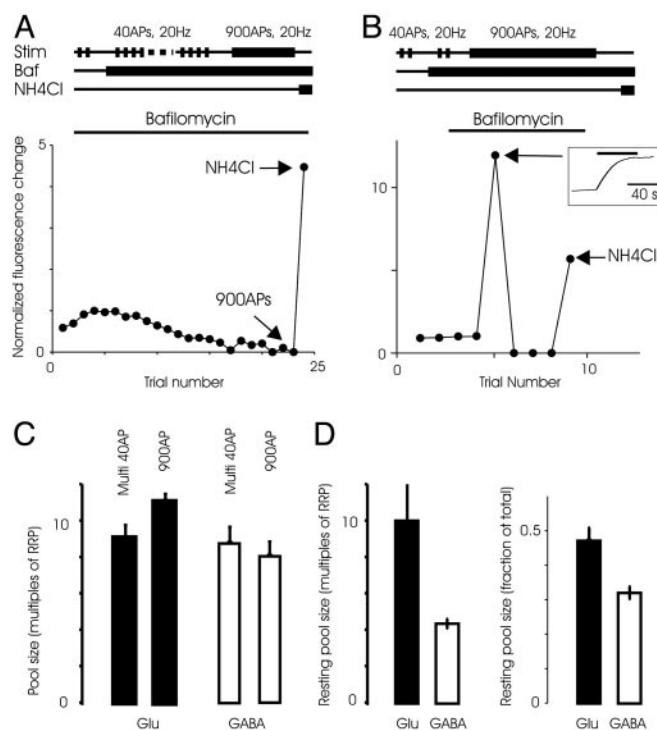 A
40APs, 20Hz 900APs, 20Hz
Stim
Baf
NH4Cl
Bafilomycin
5
NH4Cl
900APs
0
0 25
Normalized fluorescence change
Trial number
B
40APs, 20Hz 900APs, 20Hz
Bafilomycin
10
40 s
NH4Cl
0
0 10
Trial Number
C
Multi 40AP
900AP
Multi 40AP
900AP
10
0
Pool size (multiples of RRP)
Glu GABA
D
10
0
Resting pool size (multiples of RRP)
Glu GABA
0.5
0
Resting pool size (fraction of total)
Glu GABA